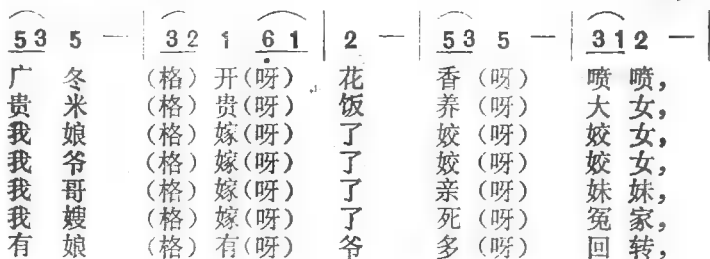 53 5 — | 32 1 61 | 2 — | 53 5 — | 31 2 — |
广 冬 (格) 开 (呀) 花 香 (呀) 喷 喷，
贵 米 (格) 贵 (呀) 饭 养 (呀) 大 女，
我 娘 (格) 嫁 (呀) 了 姣 (呀) 姣 女，
我 爷 (格) 嫁 (呀) 了 姣 (呀) 姣 女，
我 哥 (格) 嫁 (呀) 了 亲 (呀) 妹 妹，
我 嫂 (格) 嫁 (呀) 了 死 (呀) 冤 家，
有 娘 (格) 有 (呀) 爷 多 (呀) 回 转，